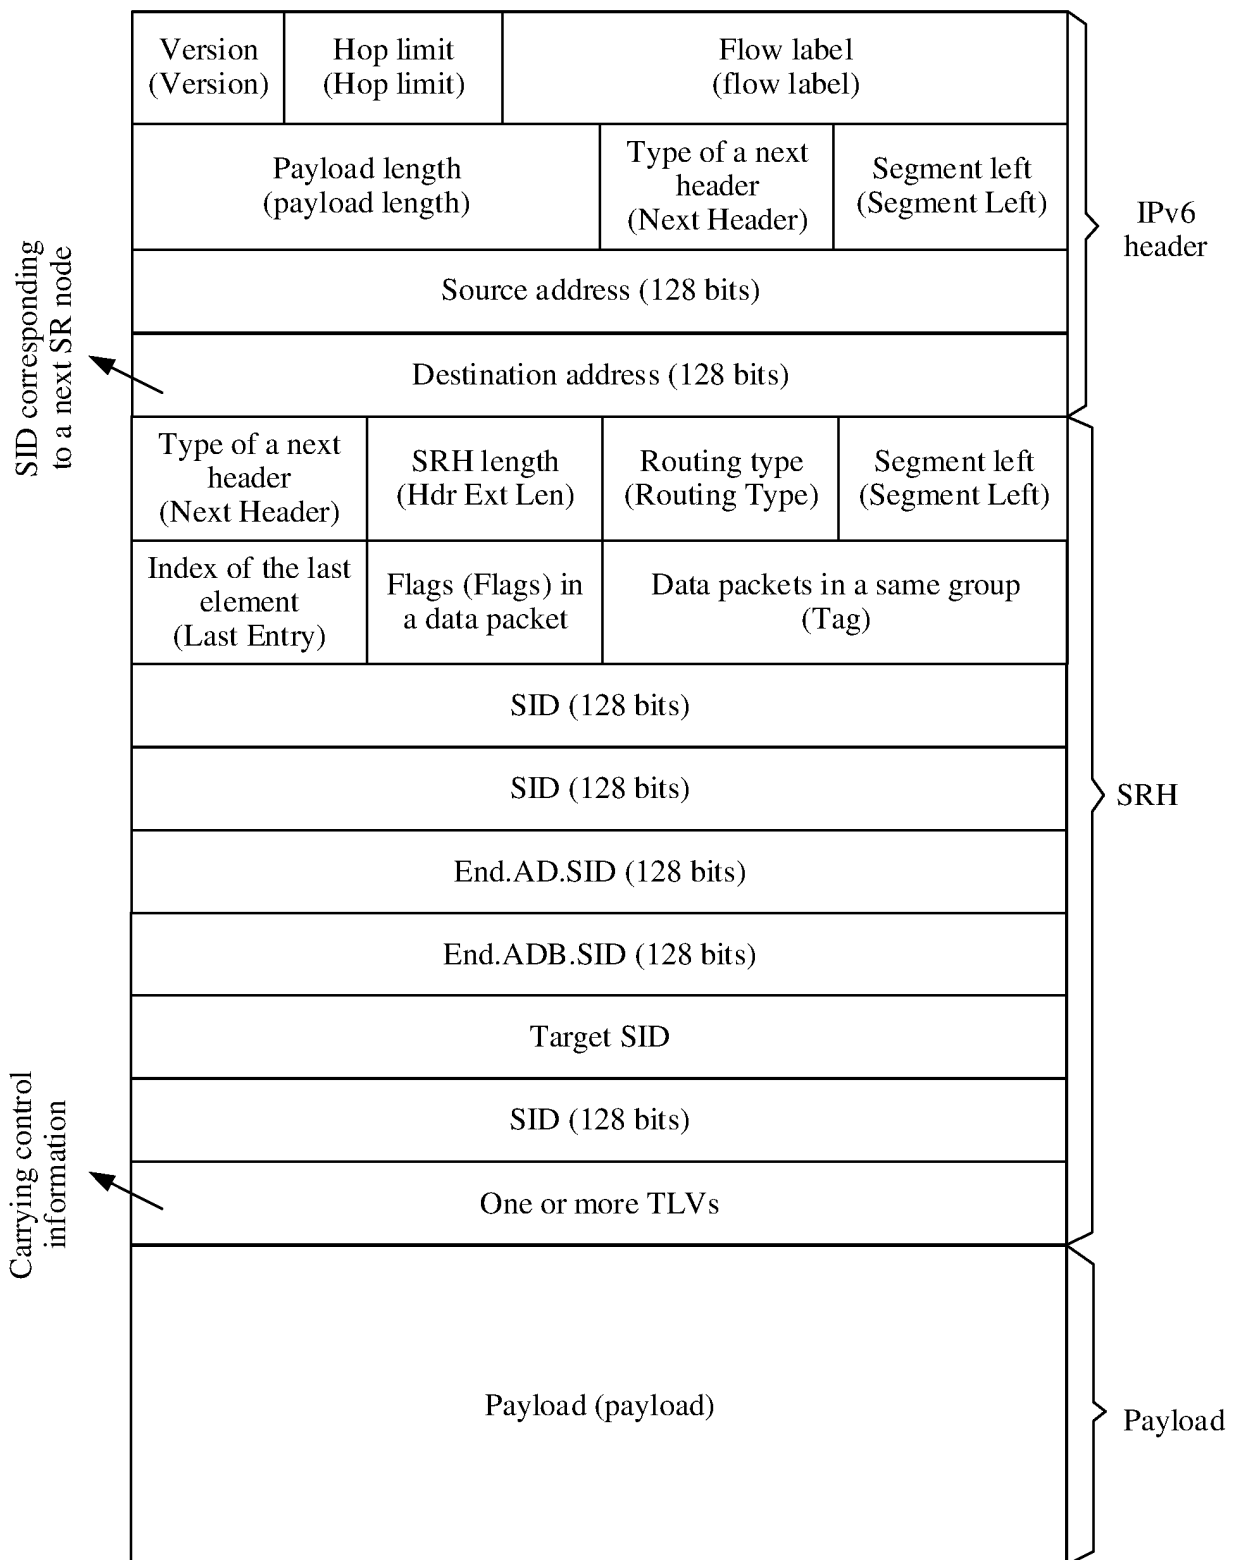 Version
(Version)
Hop limit
(Hop limit)
Flow label
(flow label)
Payload length
(payload length)
Type of a next
header
(Next Header)
Segment left
(Segment Left)
IPv6
header
Source address (128 bits)
SID corresponding
to a next SR node
Destination address (128 bits)
Type of a next
header
(Next Header)
SRH length
(Hdr Ext Len)
Routing type
(Routing Type)
Segment left
(Segment Left)
Index of the last
element
(Last Entry)
Flags (Flags) in
a data packet
Data packets in a same group
(Tag)
SID (128 bits)
SID (128 bits)
SRH
End.AD.SID (128 bits)
End.ADB.SID (128 bits)
Target SID
SID (128 bits)
Carrying control
information
One or more TLVs
Payload (payload)
Payload